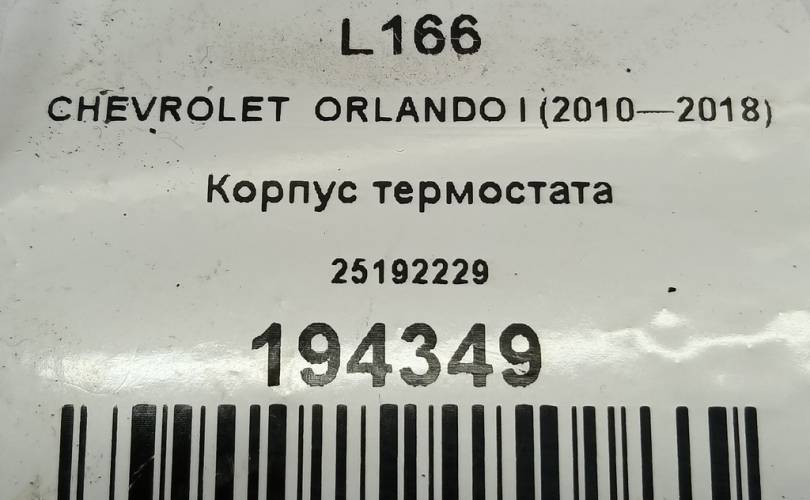 L166
CHEVROLET ORLANDO I (2010—2018)
Корпус термостата
25192229
194349